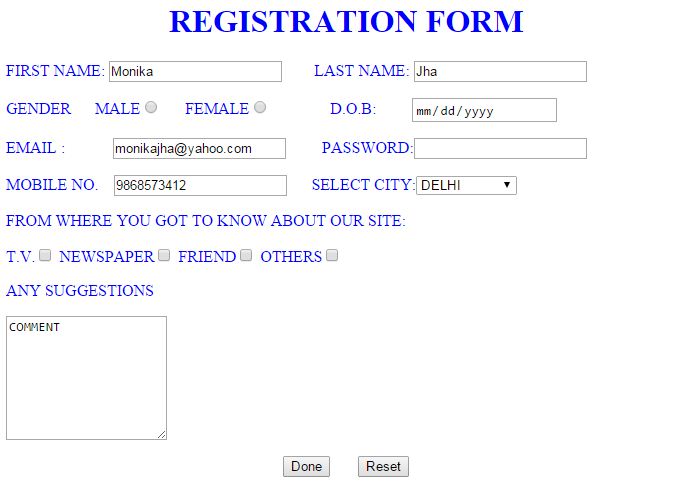 REGISTRATION FORM
FIRST NAME: Monika LAST NAME: Jha
GENDER MALE FEMALE D.O.B: mm/dd/yyyy
EMAIL : monikajha@yahoo.com PASSWORD:
MOBILE NO. 9868573412 SELECT CITY: DELHI
FROM WHERE YOU GOT TO KNOW ABOUT OUR SITE:
T.V. NEWSPAPER FRIEND OTHERS
ANY SUGGESTIONS
COMMENT
Done Reset